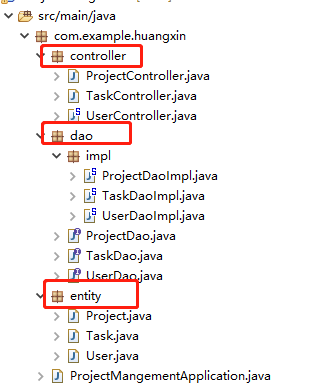 src/main/java
com.example.huangxin
controller
ProjectController.java
TaskController.java
UserController.java
dao
impl
ProjectDaoImpl.java
TaskDaoImpl.java
UserDaoImpl.java
ProjectDao.java
TaskDao.java
UserDao.java
entity
Project.java
Task.java
User.java
ProjectMangementApplication.java